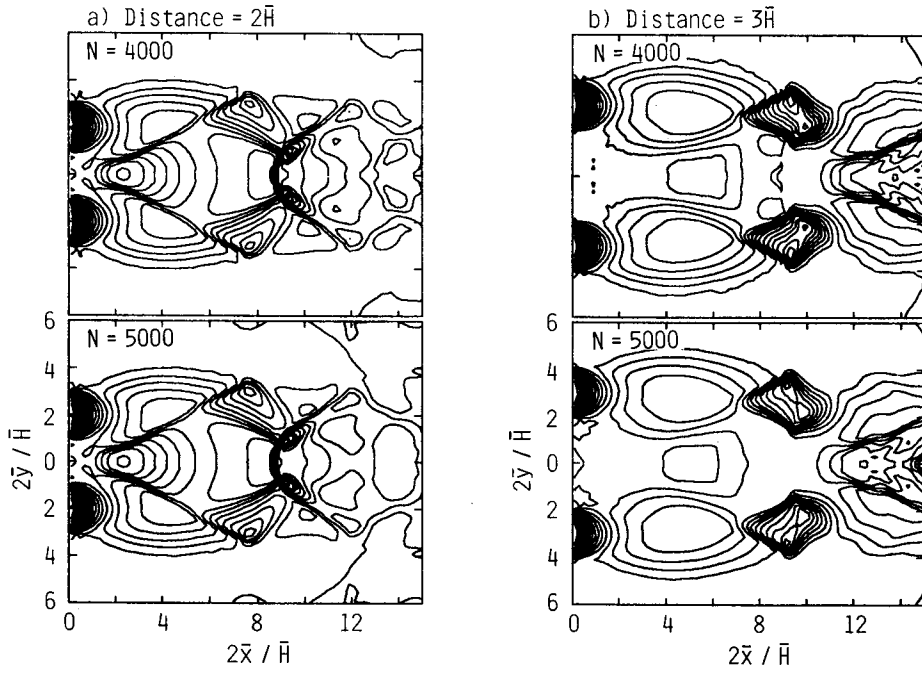 a) Distance = 2H̄
N = 4000
6
N = 5000
4
2
0
2
4
6
0 4 8 12
2ȳ / H̄
2x̄ / H̄
b) Distance = 3H̄
N = 4000
6
N = 5000
4
2
0
2
4
6
0 4 8 12
2ȳ / H̄
2x̄ / H̄